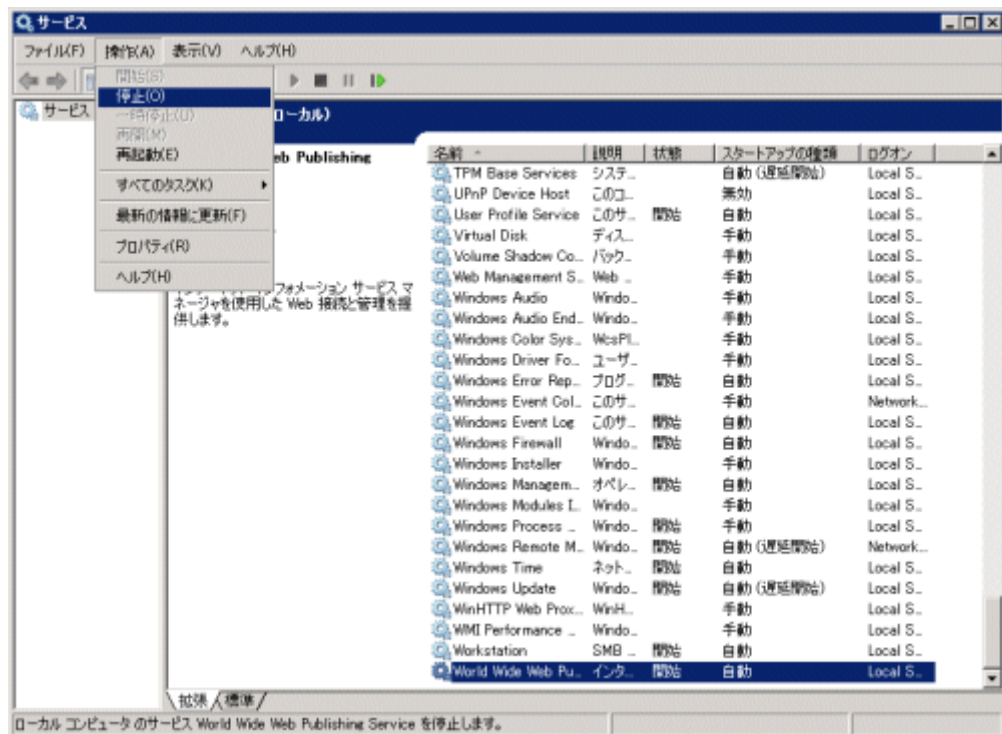 サービス
ファイル(F) 操作(A) 表示(V) ヘルプ(H)
開始(S)
停止(O)
一時停止(U)
再開(M)
再起動(E)
すべてのタスク(K)
最新の情報に更新(F)
プロパティ(R)
ヘルプ(H)
サービス
ローカル)
eb Publishing
インターネット インフォメーション サービス マ
ネージャを使用した Web 接続と管理を提
供します。
名前 説明 状態 スタートアップの種類 ログオン
TPM Base Services システ... 自動 (遅延開始) Local S...
UPnP Device Host このコ... 無効 Local S...
User Profile Service このサ... 開始 自動 Local S...
Virtual Disk ディス... 手動 Local S...
Volume Shadow Co... バック... 手動 Local S...
Web Management S... Web ... 手動 Local S...
Windows Audio Windo... 手動 Local S...
Windows Audio End... Windo... 手動 Local S...
Windows Color Sys... WcsPl... 手動 Local S...
Windows Driver Fo... ユーザ... 手動 Local S...
Windows Error Rep... プログ... 開始 自動 Local S...
Windows Event Col... このサ... 手動 Network...
Windows Event Log このサ... 開始 自動 Local S...
Windows Firewall Windo... 開始 自動 Local S...
Windows Installer Windo... 手動 Local S...
Windows Managem... オペレ... 開始 自動 Local S...
Windows Modules I... Windo... 手動 Local S...
Windows Process ... Windo... 開始 手動 Local S...
Windows Remote M... Windo... 開始 自動 (遅延開始) Network...
Windows Time ネット... 開始 自動 Local S...
Windows Update Windo... 開始 自動 (遅延開始) Local S...
WinHTTP Web Prox... WinH... 手動 Local S...
WMI Performance ... Windo... 手動 Local S...
Workstation SMB ... 開始 自動 Local S...
World Wide Web Pu... インタ... 開始 自動 Local S...
拡張 標準
ローカル コンピュータ のサービス World Wide Web Publishing Service を停止します。